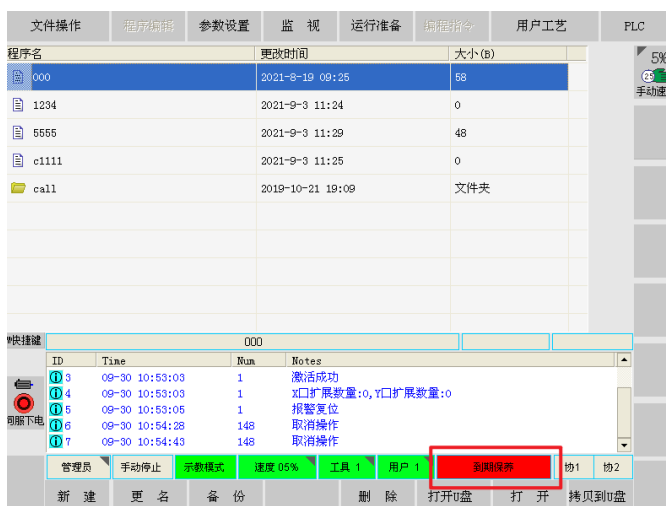 文件操作 程序编辑 参数设置 监 视 运行准备 编程指令 用户工艺 PLC
程序名 更改时间 大小(B)
000 2021-8-19 09:25 58
1234 2021-9-3 11:24 0
5555 2021-9-3 11:29 48
c1111 2021-9-3 11:25 0
call 2019-10-21 19:09 文件夹
5%
25
手动速
快捷键 000
ID Time Num Notes
3 09-30 10:53:03 1 激活成功
4 09-30 10:53:03 1 X口扩展数量:0,Y口扩展数量:0
5 09-30 10:53:05 1 报警复位
6 09-30 10:54:28 148 取消操作
7 09-30 10:54:43 148 取消操作
伺服下电
管理员 手动停止 示教模式 速度 05% 工具 1 用户 1 到期保养 协1 协2
新 建 更 名 备 份 删 除 打开U盘 打 开 拷贝到U盘